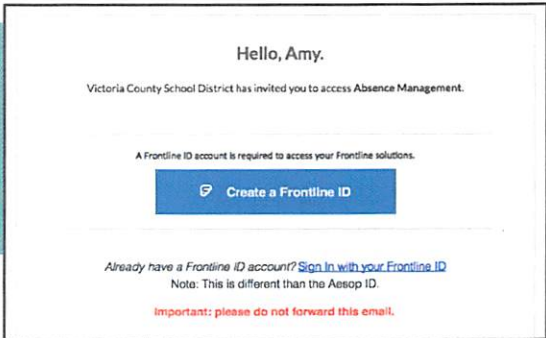 Hello, Amy.
Victoria County School District has invited you to access Absence Management.
A Frontline ID account is required to access your Frontline solutions.
Create a Frontline ID
Already have a Frontline ID account? Sign In with your Frontline ID
Note: This is different than the Aesop ID.
Important: please do not forward this email.